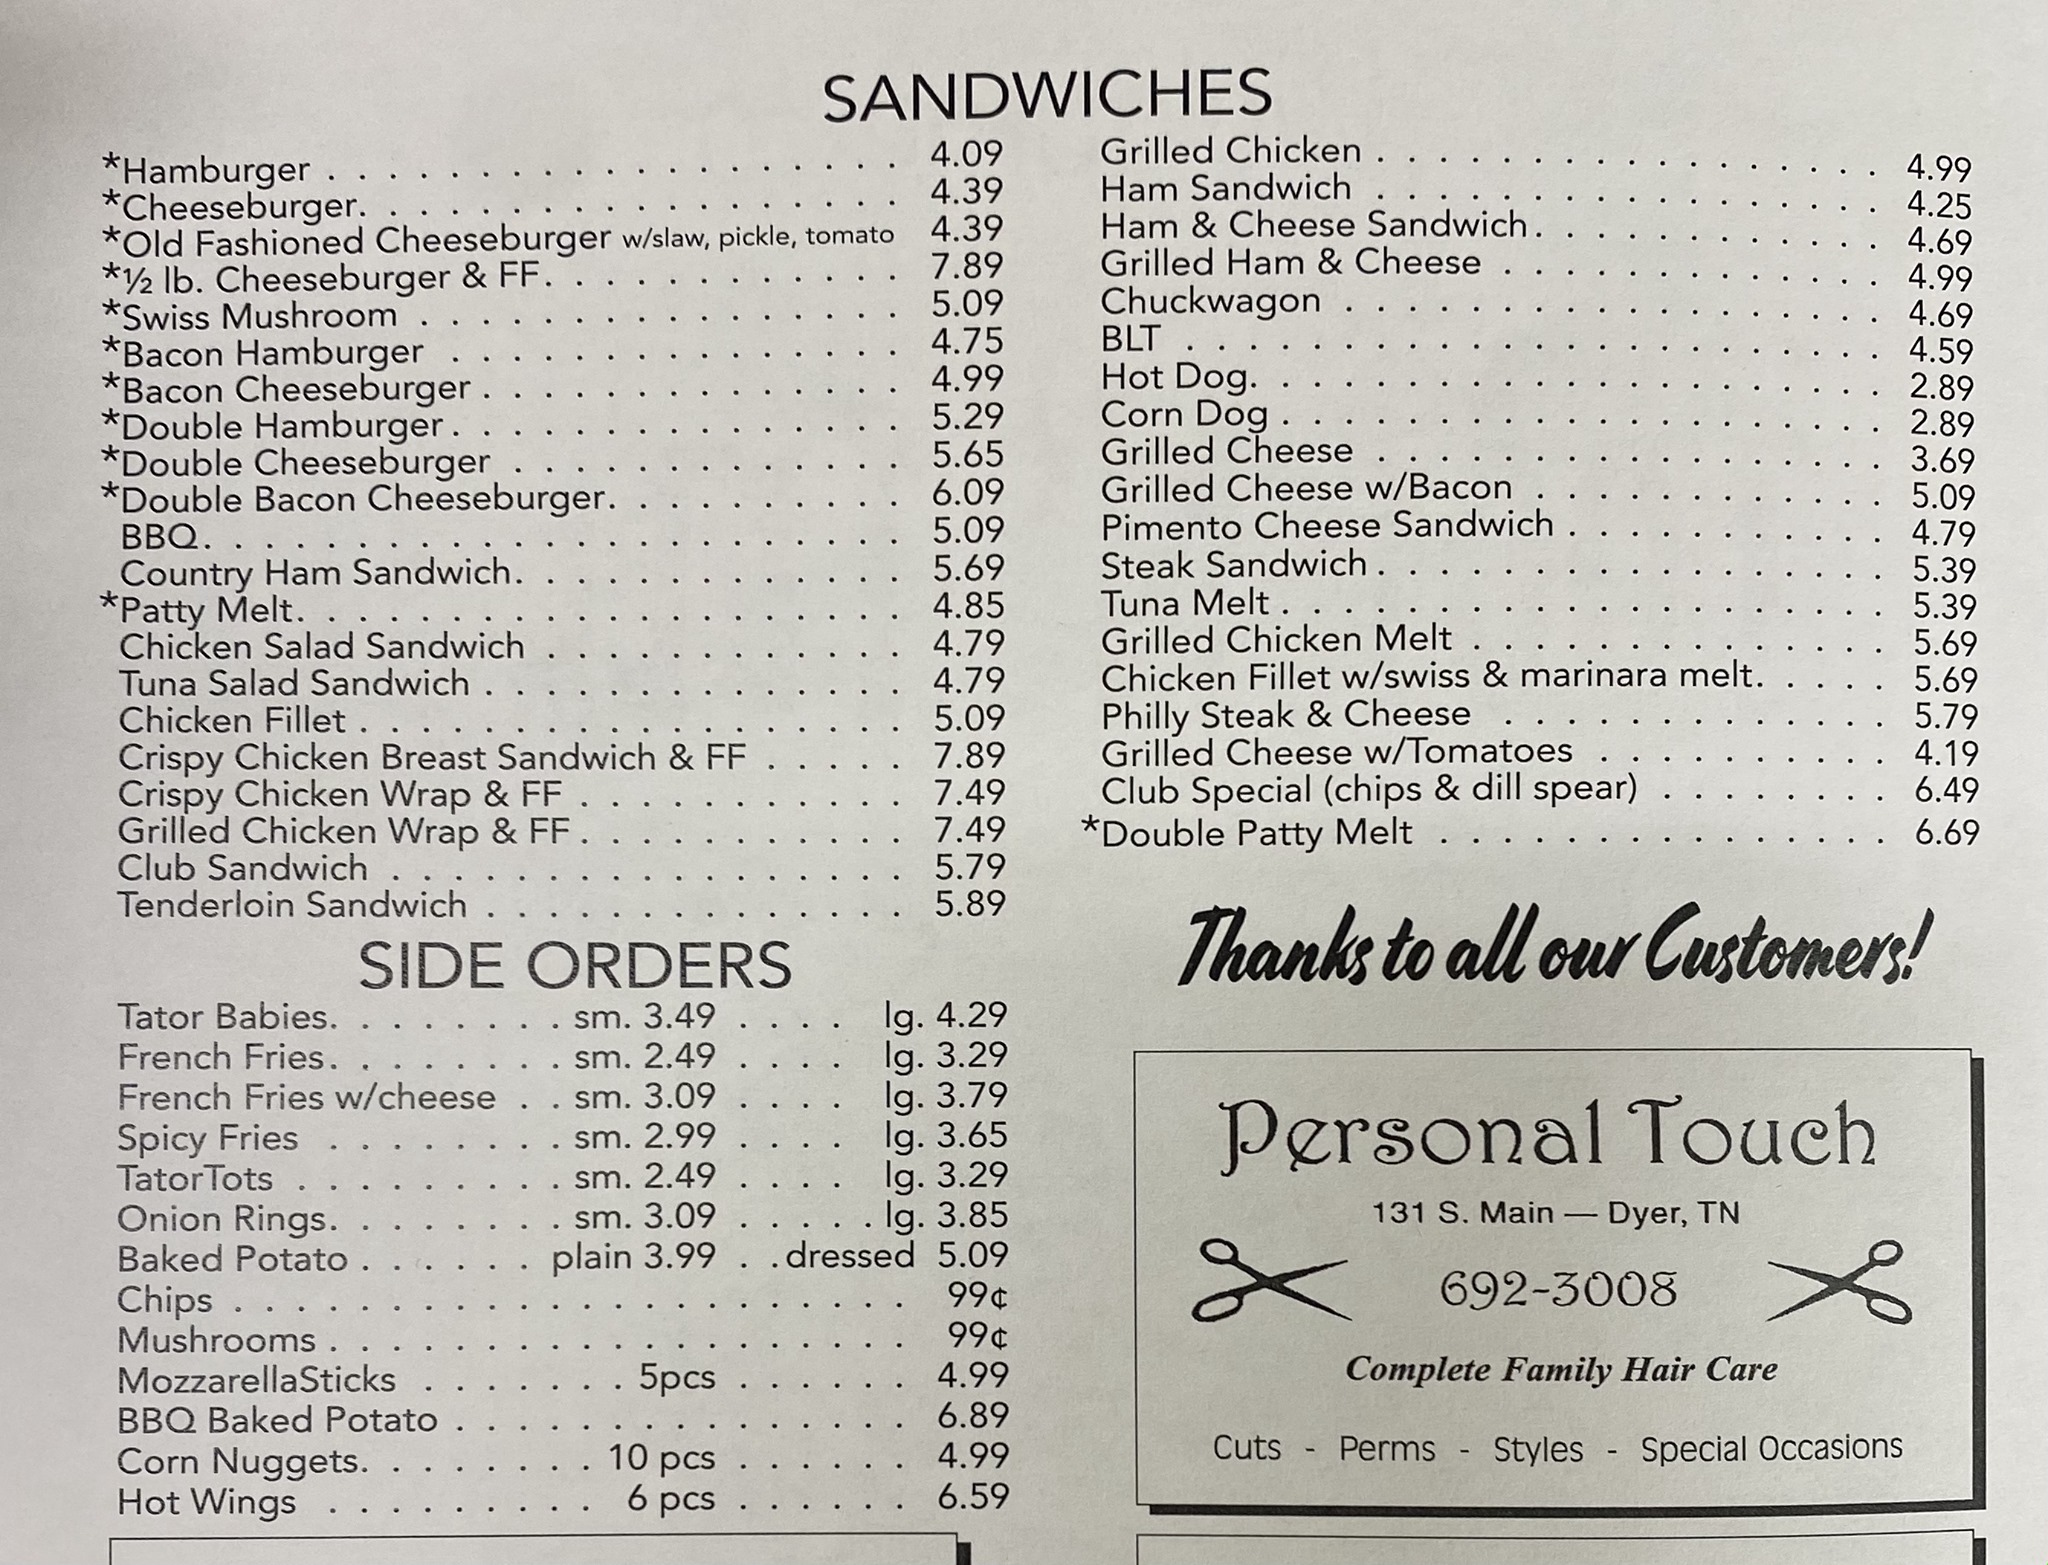 SANDWICHES
*Hamburger . . . . . . . . . . . . . . . . . . . 4.09
*Cheeseburger. . . . . . . . . . . . . . . . . . 4.39
*Old Fashioned Cheeseburger w/slaw, pickle, tomato 4.39
*½ lb. Cheeseburger & FF. . . . . . . . . . . . 7.89
*Swiss Mushroom . . . . . . . . . . . . . . . . 5.09
*Bacon Hamburger . . . . . . . . . . . . . . . 4.75
*Bacon Cheeseburger . . . . . . . . . . . . . . 4.99
*Double Hamburger . . . . . . . . . . . . . . . 5.29
*Double Cheeseburger . . . . . . . . . . . . . 5.65
*Double Bacon Cheeseburger. . . . . . . . . . 6.09
BBQ. . . . . . . . . . . . . . . . . . . . . . . 5.09
Country Ham Sandwich. . . . . . . . . . . . . 5.69
*Patty Melt. . . . . . . . . . . . . . . . . . . . 4.85
Chicken Salad Sandwich . . . . . . . . . . . . 4.79
Tuna Salad Sandwich . . . . . . . . . . . . . . 4.79
Chicken Fillet . . . . . . . . . . . . . . . . . . 5.09
Crispy Chicken Breast Sandwich & FF . . . . . 7.89
Crispy Chicken Wrap & FF . . . . . . . . . . . 7.49
Grilled Chicken Wrap & FF . . . . . . . . . . . 7.49
Club Sandwich . . . . . . . . . . . . . . . . . 5.79
Tenderloin Sandwich . . . . . . . . . . . . . . 5.89
Grilled Chicken . . . . . . . . . . . . . . . . . 4.99
Ham Sandwich . . . . . . . . . . . . . . . . . 4.25
Ham & Cheese Sandwich. . . . . . . . . . . . 4.69
Grilled Ham & Cheese . . . . . . . . . . . . . 4.99
Chuckwagon . . . . . . . . . . . . . . . . . . 4.69
BLT . . . . . . . . . . . . . . . . . . . . . . . 4.59
Hot Dog. . . . . . . . . . . . . . . . . . . . . 2.89
Corn Dog . . . . . . . . . . . . . . . . . . . . 2.89
Grilled Cheese . . . . . . . . . . . . . . . . . 3.69
Grilled Cheese w/Bacon . . . . . . . . . . . . 5.09
Pimento Cheese Sandwich . . . . . . . . . . . 4.79
Steak Sandwich . . . . . . . . . . . . . . . . . 5.39
Tuna Melt . . . . . . . . . . . . . . . . . . . . 5.39
Grilled Chicken Melt . . . . . . . . . . . . . . 5.69
Chicken Fillet w/swiss & marinara melt. . . . . 5.69
Philly Steak & Cheese . . . . . . . . . . . . . 5.79
Grilled Cheese w/Tomatoes . . . . . . . . . . 4.19
Club Special (chips & dill spear) . . . . . . . . 6.49
*Double Patty Melt . . . . . . . . . . . . . . . 6.69
Thanks to all our Customers!
SIDE ORDERS
Tator Babies. . . . . . . . sm. 3.49 . . . . lg. 4.29
French Fries. . . . . . . . sm. 2.49 . . . . lg. 3.29
French Fries w/cheese . . sm. 3.09 . . . . lg. 3.79
Spicy Fries . . . . . . . . sm. 2.99 . . . . lg. 3.65
TatorTots . . . . . . . . . sm. 2.49 . . . . lg. 3.29
Onion Rings. . . . . . . . sm. 3.09 . . . . . lg. 3.85
Baked Potato . . . . . . plain 3.99 . . dressed 5.09
Chips . . . . . . . . . . . . . . . . . . . . . . 99¢
Mushrooms . . . . . . . . . . . . . . . . . . . 99¢
MozzarellaSticks . . . . . . . 5pcs . . . . . . 4.99
BBQ Baked Potato . . . . . . . . . . . . . . . 6.89
Corn Nuggets. . . . . . . . 10 pcs . . . . . . 4.99
Hot Wings . . . . . . . . . 6 pcs . . . . . . 6.59
Personal Touch
131 S. Main — Dyer, TN
692-3008
Complete Family Hair Care
Cuts - Perms - Styles - Special Occasions